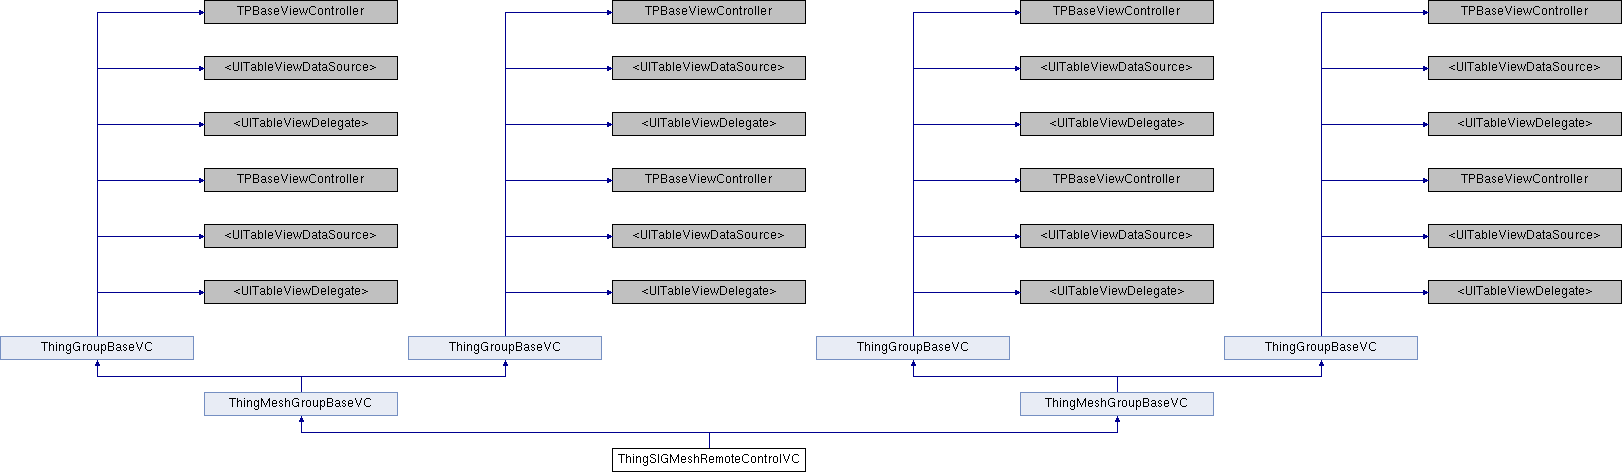 TPBaseViewController TPBaseViewController TPBaseViewController TPBaseViewController
<UITableViewDataSource> <UITableViewDataSource> <UITableViewDataSource> <UITableViewDataSource>
<UITableViewDelegate> <UITableViewDelegate> <UITableViewDelegate> <UITableViewDelegate>
TPBaseViewController TPBaseViewController TPBaseViewController TPBaseViewController
<UITableViewDataSource> <UITableViewDataSource> <UITableViewDataSource> <UITableViewDataSource>
<UITableViewDelegate> <UITableViewDelegate> <UITableViewDelegate> <UITableViewDelegate>
ThingGroupBaseVC ThingGroupBaseVC ThingGroupBaseVC ThingGroupBaseVC
ThingMeshGroupBaseVC ThingMeshGroupBaseVC
ThingSIGMeshRemoteControlVC